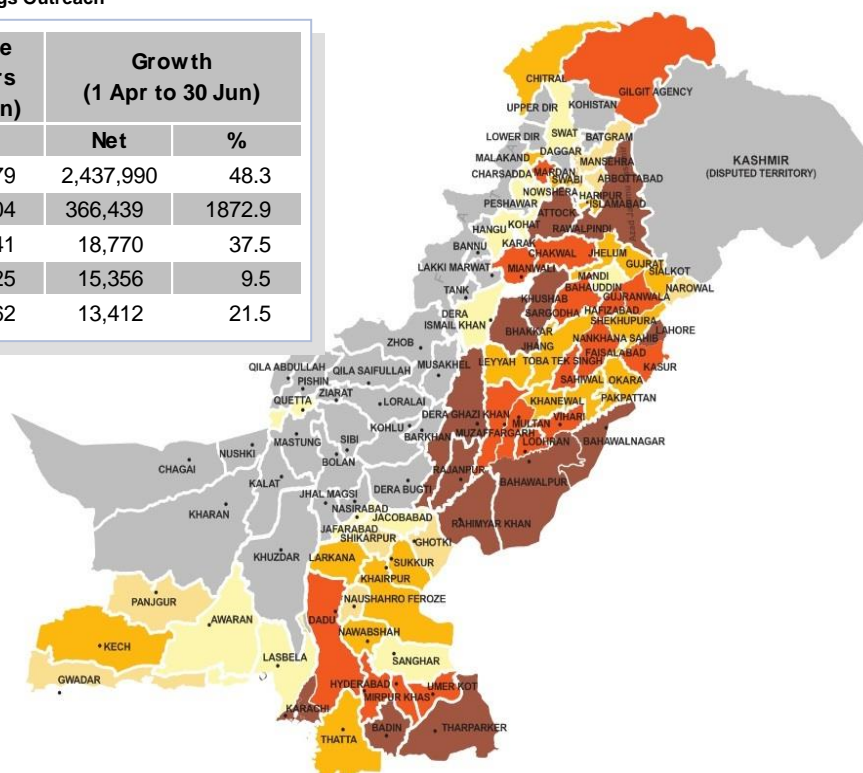 gs Outreach
e
rs
n)
Growth
(1 Apr to 30 Jun)
Net %
79 2,437,990 48.3
04 366,439 1872.9
41 18,770 37.5
25 15,356 9.5
62 13,412 21.5
CHITRAL
GILGIT AGENCY
UPPER DIR
KOHISTAN
LOWER DIR
SWAT
BATGRAM
DAGGAR
MALAKAND
MANSEHRA
KASHMIR
(DISPUTED TERRITORY)
CHARSADDA
MARDAN
SWABI
ABBOTTABAD
NOWSHERA
HARIPUR
PESHAWAR
ISLAMABAD
ATTOCK
HANGU
KOHAT
RAWALPINDI
BANNU
KARAK
CHAKWAL
JHELUM
LAKKI MARWAT
MIANWALI
GUJRAT
SIALKOT
MANDI
BAHAUDDIN
NAROWAL
TANK
KHUSHAB
GUJRANWALA
DERA
ISMAIL KHAN
SARGODHA
HAFIZABAD
SHEKHUPURA
BHAKKAR
LAHORE
ZHOB
JHANG
NANKHANA SAHIB
FAISALABAD
QILA ABDULLAH
QILA SAIFULLAH
MUSAKHEL
LEYYAH
TOBA TEK SINGH
KASUR
PISHIN
ZIARAT
SAHIWAL
OKARA
QUETTA
LORALAI
KHANEWAL
PAKPATTAN
DERA GHAZI KHAN
KOHLU
BARKHAN
MUZAFFARGARH
MULTAN
VIHARI
MASTUNG
SIBI
LODHRAN
BAHAWALNAGAR
NUSHKI
BOLAN
CHAGAI
RAJANPUR
KALAT
BAHAWALPUR
DERA BUGTI
JHAL MAGSI
NASIRABAD
KHARAN
JACOBABAD
RAHIMYAR KHAN
JAFARABAD
SHIKARPUR
GHOTKI
KHUZDAR
LARKANA
SUKKUR
KHAIRPUR
PANJGUR
NAUSHAHRO FEROZE
AWARAN
DADU
NAWABSHAH
KECH
LASBELA
SANGHAR
GWADAR
HYDERABAD
UMER KOT
MIRPUR KHAS
KARACHI
THATTA
BADIN
THARPARKER